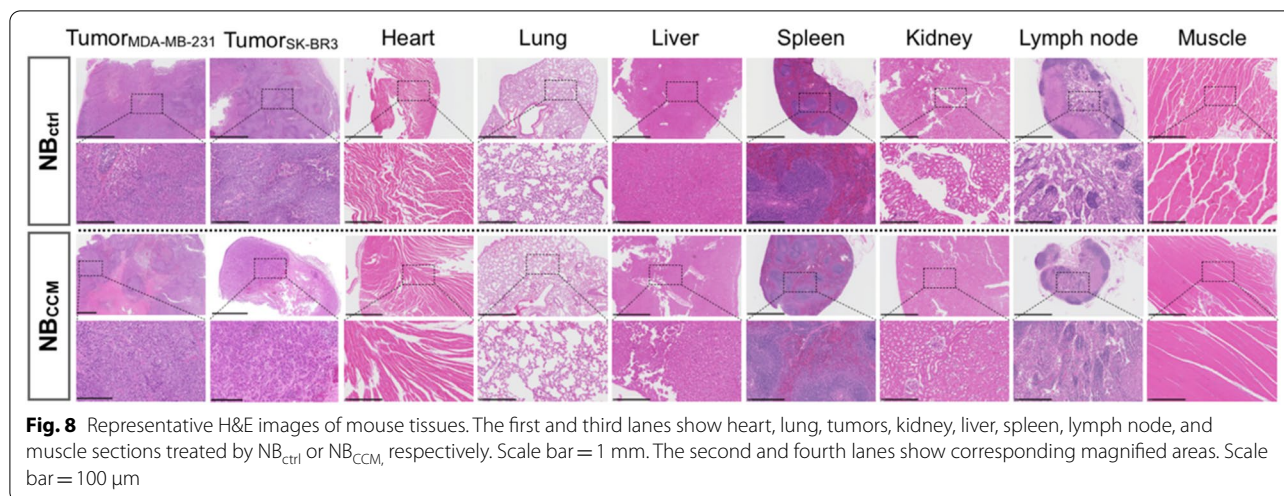 TumorMDA-MB-231 TumorSK-BR3 Heart Lung Liver Spleen Kidney Lymph node Muscle
NBctrl
NBCCM
Fig. 8 Representative H&E images of mouse tissues. The first and third lanes show heart, lung, tumors, kidney, liver, spleen, lymph node, and
muscle sections treated by NBctrl or NBCCM, respectively. Scale bar = 1 mm. The second and fourth lanes show corresponding magnified areas. Scale
bar = 100 μm